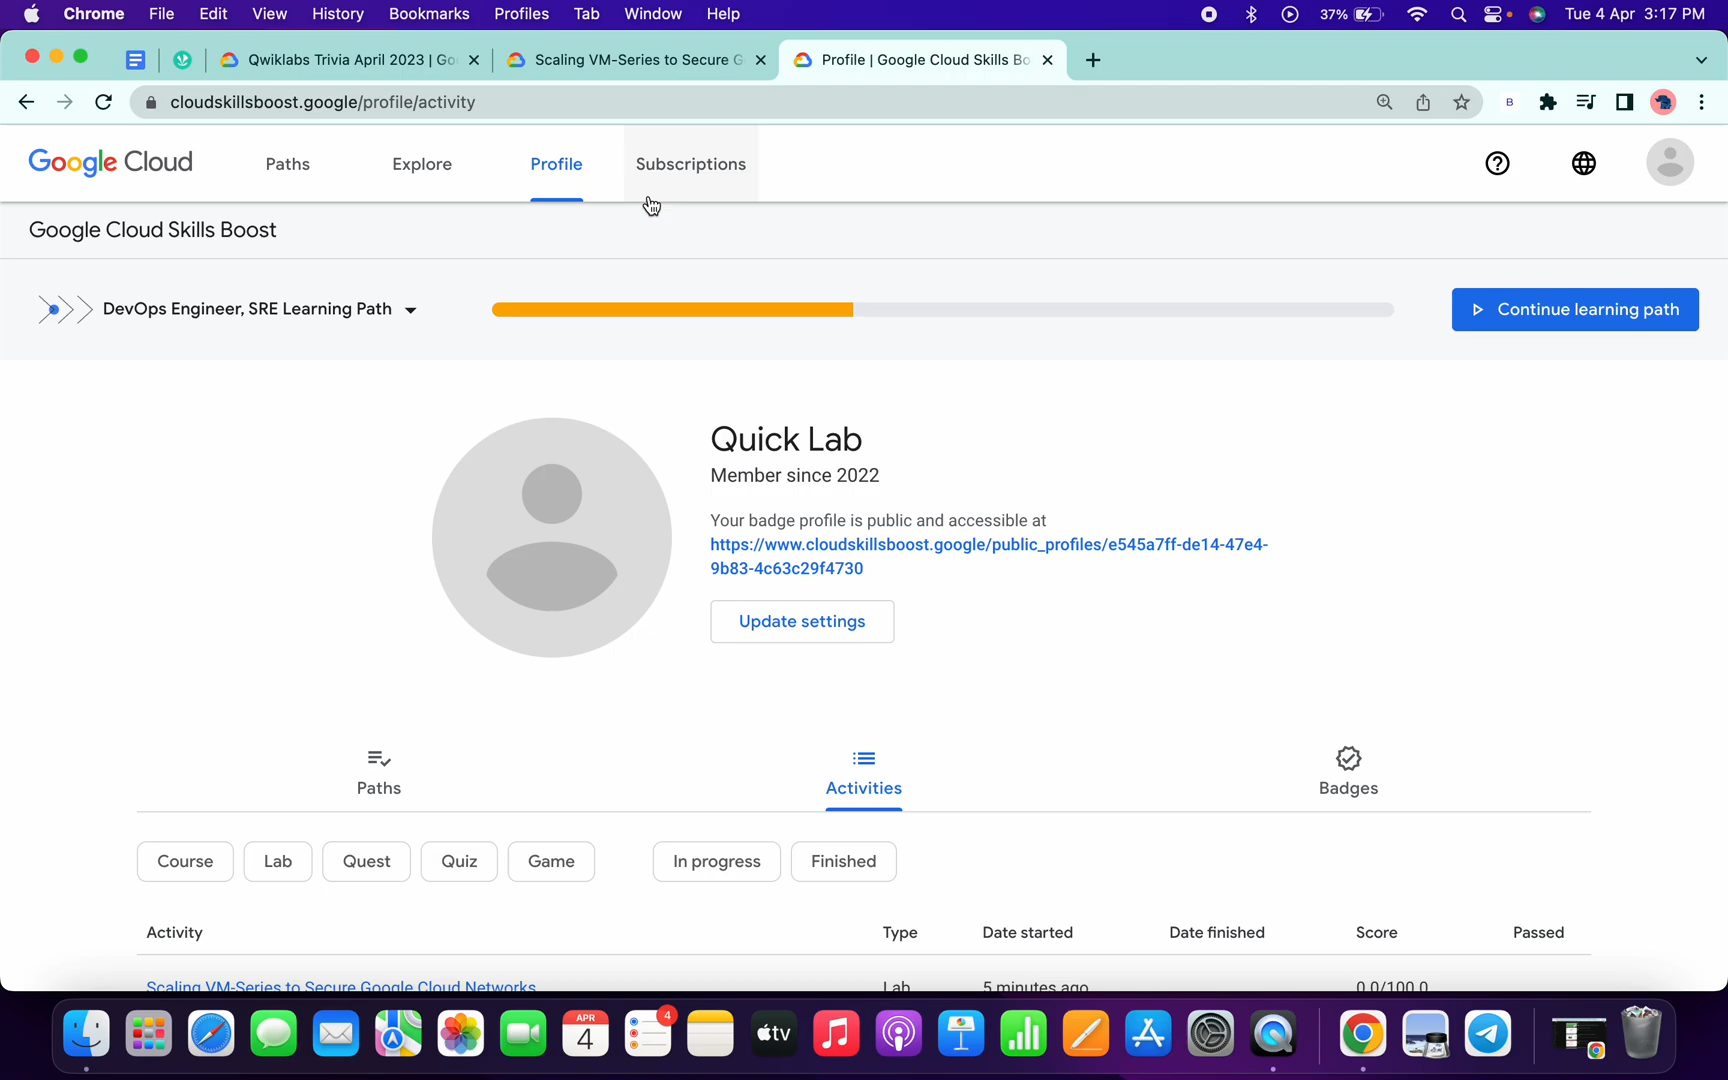 Chrome File Edit View History Bookmarks Profiles Tab Window Help 37% Tue 4 Apr 3:17 PM
Qwiklabs Trivia April 2023 | Go Scaling VM-Series to Secure G Profile | Google Cloud Skills Bo
cloudskillsboost.google/profile/activity B
Google Cloud Paths Explore Profile Subscriptions
Google Cloud Skills Boost
DevOps Engineer, SRE Learning Path Continue learning path
Quick Lab
Member since 2022
Your badge profile is public and accessible at
https://www.cloudskillsboost.google/public_profiles/e545a7ff-de14-47e4-
9b83-4c63c29f4730
Update settings
Paths Activities Badges
Course Lab Quest Quiz Game In progress Finished
Activity Type Date started Date finished Score Passed
Scaling VM-Series to Secure Google Cloud Networks Lab 5 minutes ago 0.0/100.0
APR 4 4 tv